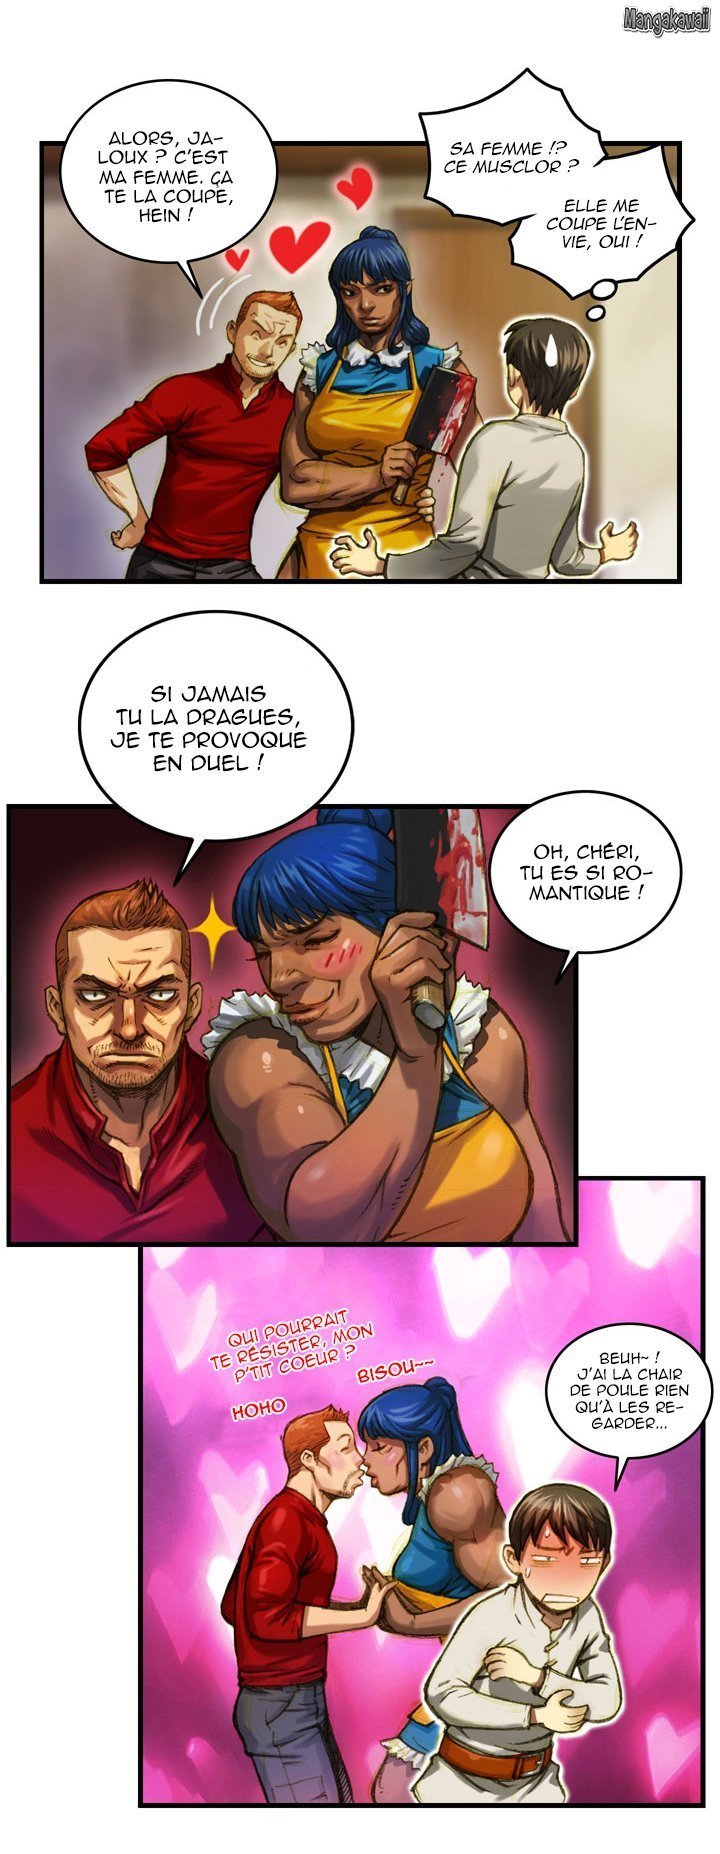 Mangakawaii
ALORS, JA-
LOUX ? C'EST
MA FEMME. ÇA
TE LA COUPE,
HEIN !
SA FEMME !?
CE MUSCLOR ?
ELLE ME
COUPE L'EN-
VIE, OUI !
SI JAMAIS
TU LA DRAGUES,
JE TE PROVOQUE
EN DUEL !
OH, CHÉRI,
TU ES SI RO-
MANTIQUE !
QUI POURRAIT
TE RÉSISTER, MON
P'TIT COEUR ?
HOHO
BISOU~~
BEUH~ !
J'AI LA CHAIR
DE POULE RIEN
QU'À LES RE-
GARDER...